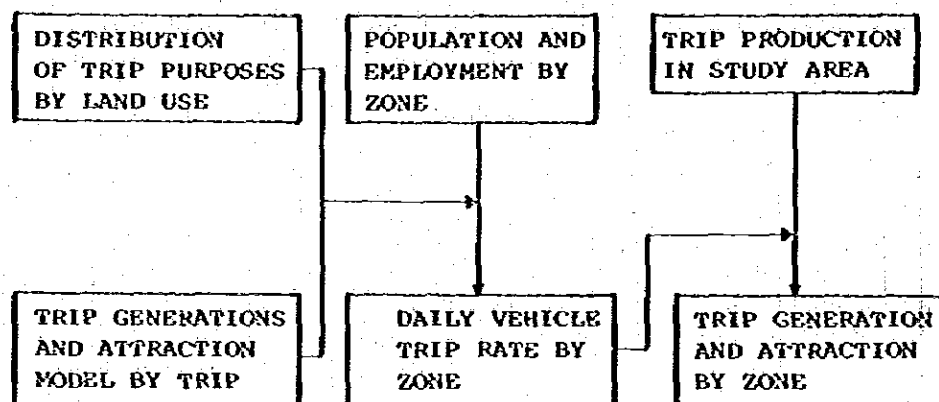 DISTRIBUTION
OF TRIP PURPOSES
BY LAND USE
POPULATION AND
EMPLOYMENT BY
ZONE
TRIP PRODUCTION
IN STUDY AREA
TRIP GENERATIONS
AND ATTRACTION
MODEL BY TRIP
DAILY VEHICLE
TRIP RATE BY
ZONE
TRIP GENERATION
AND ATTRACTION
BY ZONE